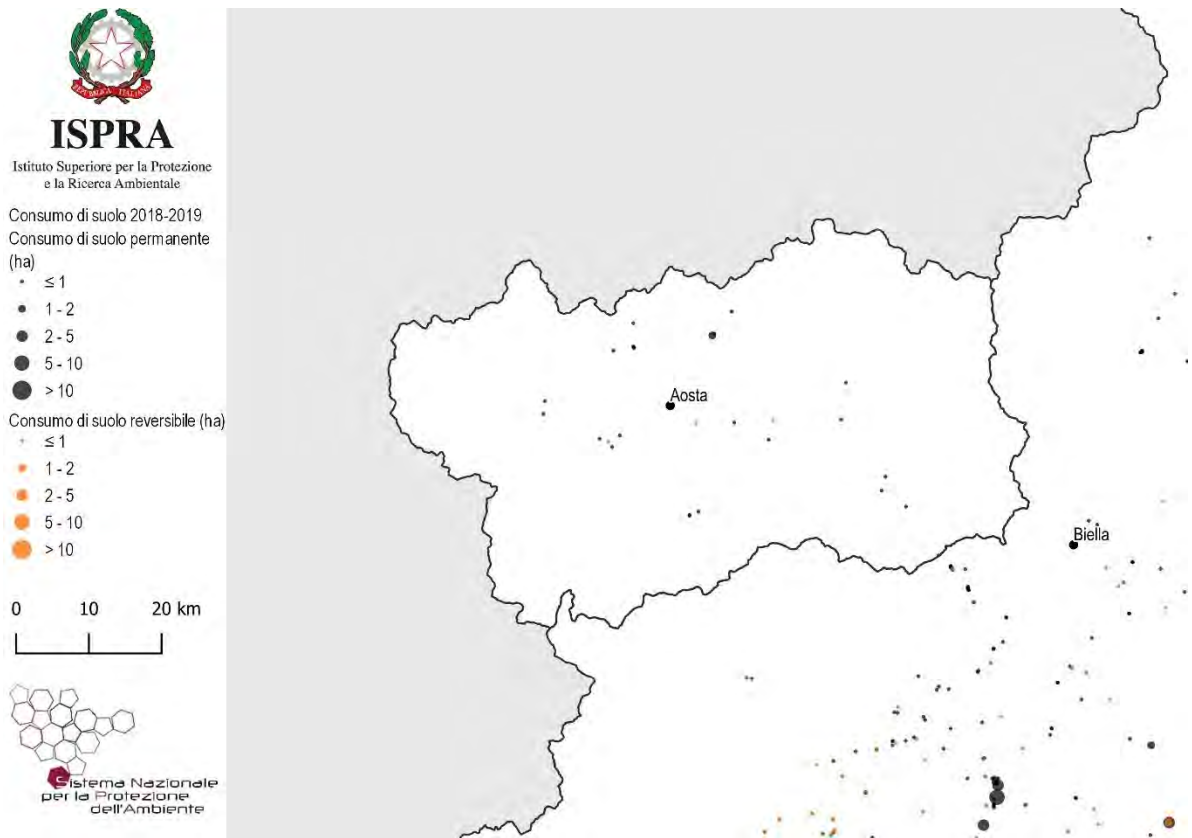 REPVBBLICA ITALIANA
ISPRA
Istituto Superiore per la Protezione
e la Ricerca Ambientale
Consumo di suolo 2018-2019
Consumo di suolo permanente
(ha)
≤ 1
1 - 2
2 - 5
5 - 10
> 10
Consumo di suolo reversibile (ha)
≤ 1
1 - 2
2 - 5
5 - 10
> 10
0 10 20 km
Sistema Nazionale
per la Protezione
dell'Ambiente
Aosta
Biella